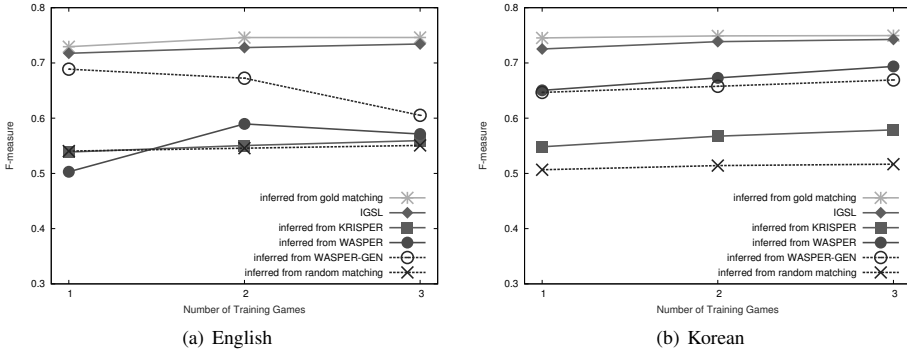 0.8
0.7
0.6
0.5
0.4
0.3
F-measure
inferred from gold matching
IGSL
inferred from KRISPER
inferred from WASPER
inferred from WASPER-GEN
inferred from random matching
1 2 3
Number of Training Games
(a) English
0.8
0.7
0.6
0.5
0.4
0.3
F-measure
inferred from gold matching
IGSL
inferred from KRISPER
inferred from WASPER
inferred from WASPER-GEN
inferred from random matching
1 2 3
Number of Training Games
(b) Korean